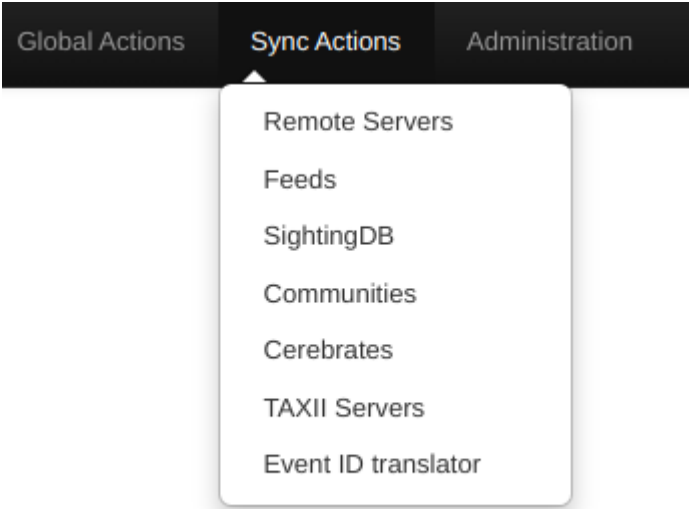 Global Actions Sync Actions Administration
Remote Servers
Feeds
SightingDB
Communities
Cerebrates
TAXII Servers
Event ID translator